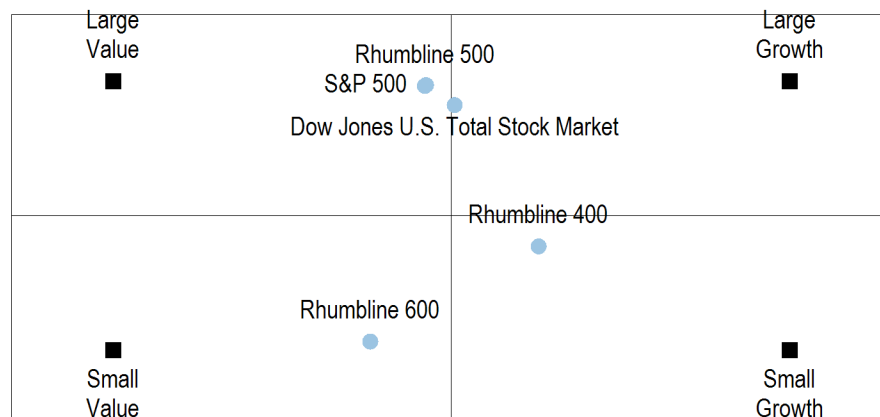 Large
Value
Large
Growth
Rhumbline 500
S&P 500
Dow Jones U.S. Total Stock Market
Rhumbline 400
Rhumbline 600
Small
Value
Small
Growth